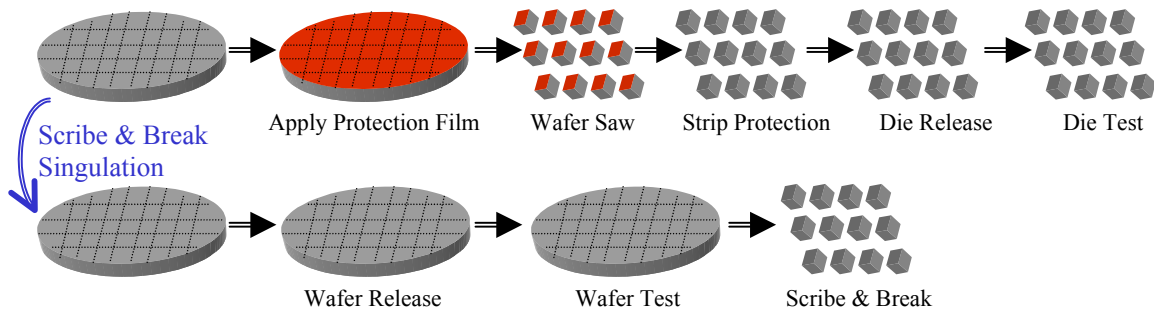 Apply Protection Film
Wafer Saw
Strip Protection
Die Release
Die Test
Scribe & Break
Singulation
Wafer Release
Wafer Test
Scribe & Break